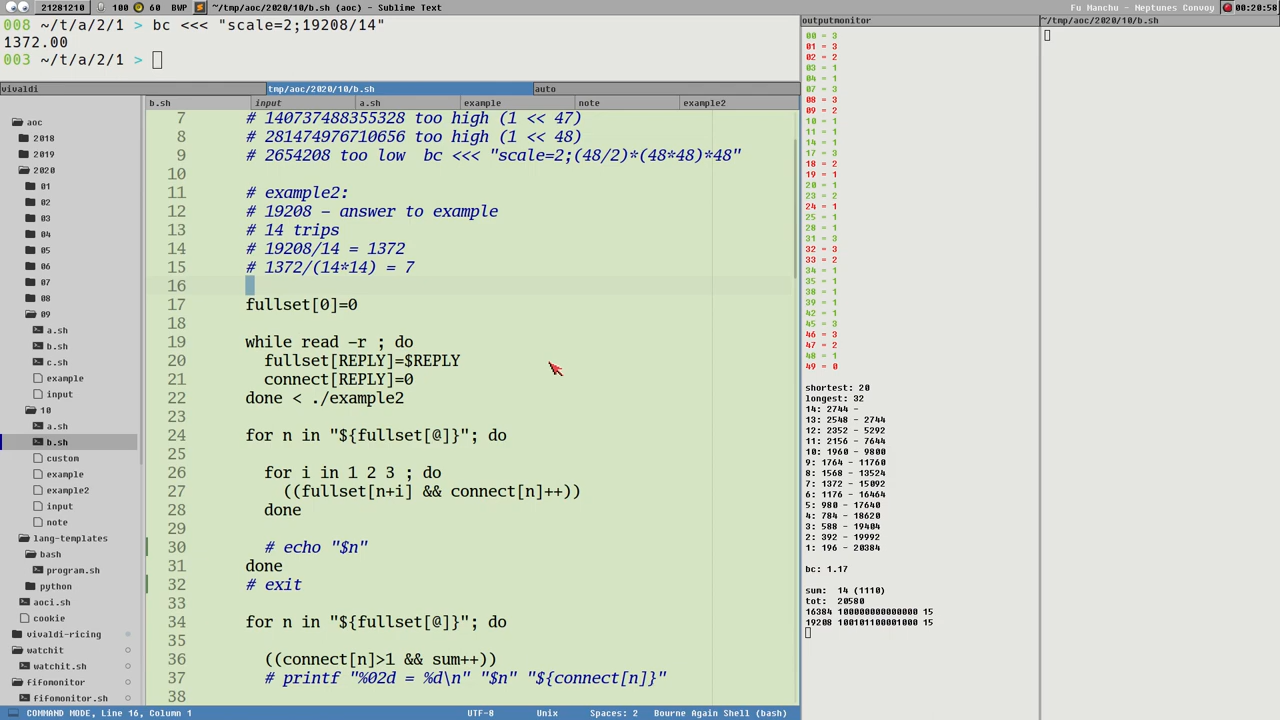 21281210 100 60 BWP ~/tmp/aoc/2020/10/b.sh (aoc) - Sublime Text
Fu Manchu - Neptunes Convoy 00:20:58
008 ~/t/a/2/1 > bc <<< "scale=2;19208/14"
1372.00
003 ~/t/a/2/1 >
vivaldi tmp/aoc/2020/10/b.sh auto
b.sh input a.sh example note example2
aoc
2018
2019
2020
01
02
03
04
05
06
07
08
09
a.sh
b.sh
c.sh
example
input
10
a.sh
b.sh
custom
example
example2
input
note
lang-templates
bash
program.sh
python
aoci.sh
cookie
vivaldi-ricing
watchit
watchit.sh
fifomonitor
fifomonitor.sh
7 # 140737488355328 too high (1 << 47)
8 # 281474976710656 too high (1 << 48)
9 # 2654208 too low  bc <<< "scale=2;(48/2)*(48*48)*48"
10
11 # example2:
12 # 19208 - answer to example
13 # 14 trips
14 # 19208/14 = 1372
15 # 1372/(14*14) = 7
16
17 fullset[0]=0
18
19 while read -r ; do
20 fullset[REPLY]=$REPLY
21 connect[REPLY]=0
22 done < ./example2
23
24 for n in "${fullset[@]}"; do
25
26 for i in 1 2 3 ; do
27 ((fullset[n+i] && connect[n]++))
28 done
29
30 # echo "$n"
31 done
32 # exit
33
34 for n in "${fullset[@]}"; do
35
36 ((connect[n]>1 && sum++))
37 # printf "%02d = %d\n" "$n" "${connect[n]}"
38
COMMAND MODE, Line 16, Column 1 UTF-8 Unix Spaces: 2 Bourne Again Shell (bash)
outputmonitor
00 = 3
01 = 3
02 = 2
03 = 1
04 = 1
07 = 3
08 = 3
09 = 2
10 = 1
11 = 1
14 = 1
17 = 3
18 = 2
19 = 1
20 = 1
23 = 2
24 = 1
25 = 1
28 = 1
31 = 3
32 = 3
33 = 2
34 = 1
35 = 1
38 = 1
39 = 1
42 = 1
45 = 3
46 = 3
47 = 2
48 = 1
49 = 0
shortest: 20
longest: 32
14: 2744 -
13: 2548 - 2744
12: 2352 - 5292
11: 2156 - 7644
10: 1960 - 9800
9: 1764 - 11760
8: 1568 - 13524
7: 1372 - 15092
6: 1176 - 16464
5: 980 - 17640
4: 784 - 18620
3: 588 - 19404
2: 392 - 19992
1: 196 - 20384
bc: 1.17
sum:  14 (1110)
tot:  20580
16384 100000000000000 15
19208 100101100001000 15
~/tmp/aoc/2020/10/b.sh